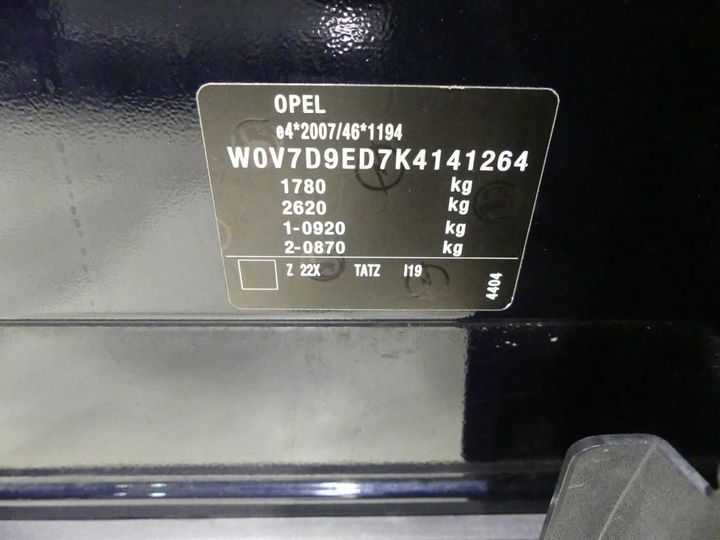 OPEL
e4*2007/46*1194
W0V7D9ED7K4141264
1780 kg
2620 kg
1-0920 kg
2-0870 kg
Z 22X TATZ I19
4404